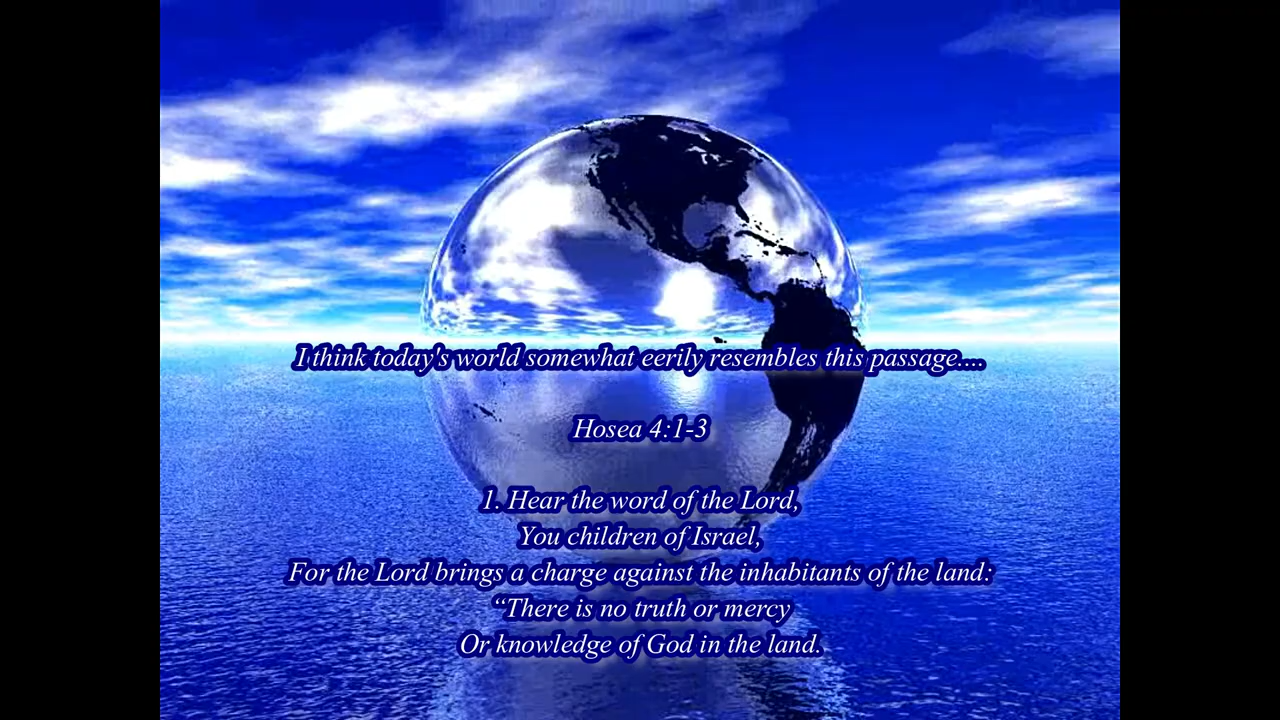 I think today's world somewhat eerily resembles this passage....
Hosea 4:1-3
1. Hear the word of the Lord,
You children of Israel,
For the Lord brings a charge against the inhabitants of the land:
“There is no truth or mercy
Or knowledge of God in the land.